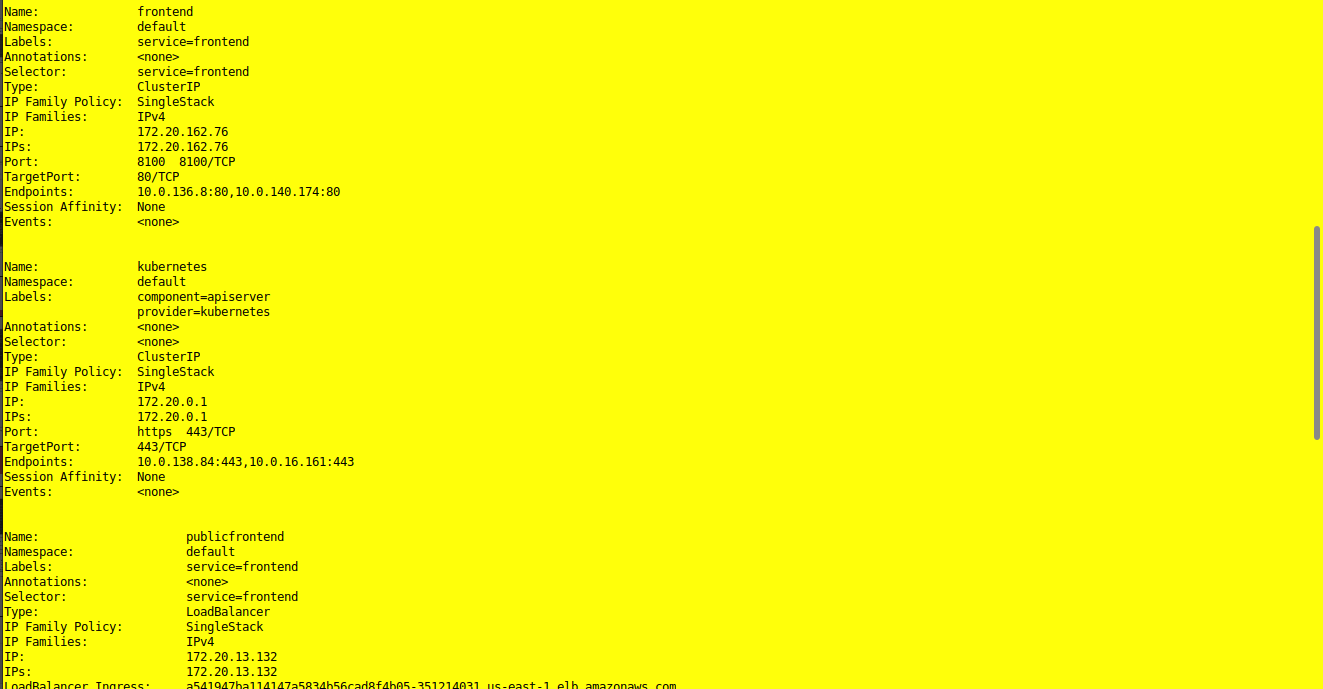 Name:              frontend
Namespace:         default
Labels:            service=frontend
Annotations:       <none>
Selector:          service=frontend
Type:              ClusterIP
IP Family Policy:  SingleStack
IP Families:       IPv4
IP:                172.20.162.76
IPs:               172.20.162.76
Port:              8100  8100/TCP
TargetPort:        80/TCP
Endpoints:         10.0.136.8:80,10.0.140.174:80
Session Affinity:  None
Events:            <none>

Name:              kubernetes
Namespace:         default
Labels:            component=apiserver
                   provider=kubernetes
Annotations:       <none>
Selector:          <none>
Type:              ClusterIP
IP Family Policy:  SingleStack
IP Families:       IPv4
IP:                172.20.0.1
IPs:               172.20.0.1
Port:              https  443/TCP
TargetPort:        443/TCP
Endpoints:         10.0.138.84:443,10.0.16.161:443
Session Affinity:  None
Events:            <none>

Name:                     publicfrontend
Namespace:                default
Labels:                   service=frontend
Annotations:              <none>
Selector:                 service=frontend
Type:                     LoadBalancer
IP Family Policy:         SingleStack
IP Families:              IPv4
IP:                       172.20.13.132
IPs:                      172.20.13.132
LoadBalancer Ingress:     a541947ba114147a5834b56cad8f4b05-351214031.us-east-1.elb.amazonaws.com